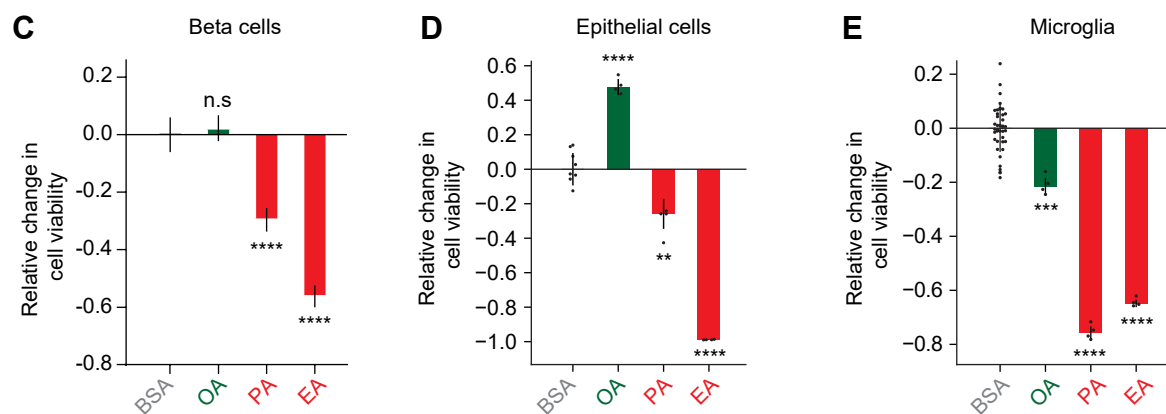 C
Beta cells
Relative change in
cell viability
0.2
0.0
-0.2
-0.4
-0.6
-0.8
n.s
****
****
BSA
OA
PA
EA
D
Epithelial cells
Relative change in
cell viability
0.6
0.4
0.2
0.0
−0.2
−0.4
−0.6
−0.8
−1.0
****
**
****
BSA
OA
PA
EA
E
Microglia
Relative change in
cell viability
0.2
0.0
−0.2
−0.4
−0.6
−0.8
***
****
****
BSA
OA
PA
EA